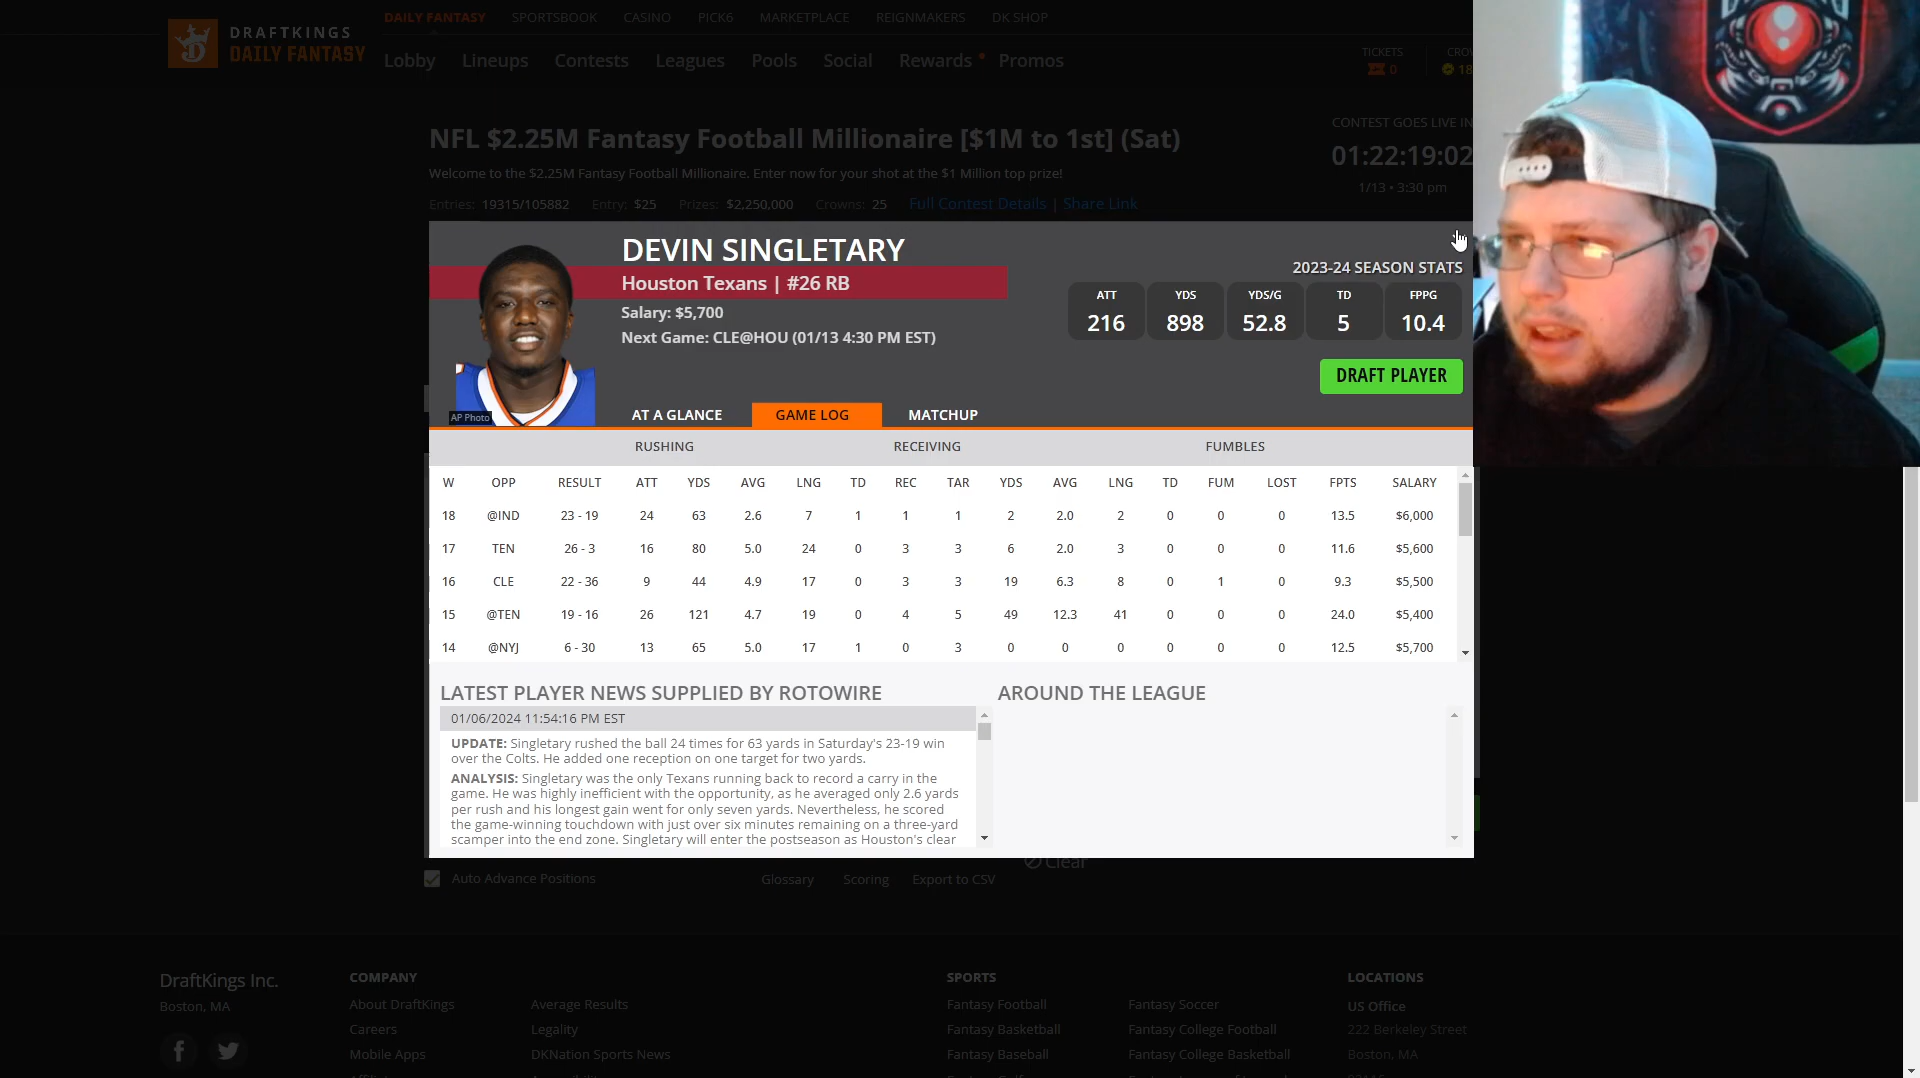 DRAFTKINGS
DAILY FANTASY
DAILY FANTASY SPORTSBOOK CASINO PICK6 MARKETPLACE REIGNMAKERS DK SHOP
Lobby Lineups Contests Leagues Pools Social Rewards Promos
TICKETS
0
18
NFL $2.25M Fantasy Football Millionaire [$1M to 1st] (Sat)
Welcome to the $2.25M Fantasy Football Millionaire. Enter now for your shot at the $1 Million top prize!
Entries: 19315/105882 Entry: $25 Prizes: $2,250,000 Crowns: 25 Full Contest Details | Share Link
CONTEST GOES LIVE IN
01:22:19:02
1/13 • 3:30 pm
DEVIN SINGLETARY
Houston Texans | #26 RB
Salary: $5,700
Next Game: CLE@HOU (01/13 4:30 PM EST)
AP Photo
2023-24 SEASON STATS
ATT YDS YDS/G TD FPPG
216 898 52.8 5 10.4
DRAFT PLAYER
AT A GLANCE GAME LOG MATCHUP
RUSHING RECEIVING FUMBLES
W OPP RESULT ATT YDS AVG LNG TD REC TAR YDS AVG LNG TD FUM LOST FPTS SALARY
18 @IND 23 - 19 24 63 2.6 7 1 1 1 2 2.0 2 0 0 0 13.5 $6,000
17 TEN 26 - 3 16 80 5.0 24 0 3 3 6 2.0 3 0 0 0 11.6 $5,600
16 CLE 22 - 36 9 44 4.9 17 0 3 3 19 6.3 8 0 1 0 9.3 $5,500
15 @TEN 19 - 16 26 121 4.7 19 0 4 5 49 12.3 41 0 0 0 24.0 $5,400
14 @NYJ 6 - 30 13 65 5.0 17 1 0 3 0 0 0 0 0 0 12.5 $5,700
LATEST PLAYER NEWS SUPPLIED BY ROTOWIRE
01/06/2024 11:54:16 PM EST
UPDATE: Singletary rushed the ball 24 times for 63 yards in Saturday's 23-19 win
over the Colts. He added one reception on one target for two yards.
ANALYSIS: Singletary was the only Texans running back to record a carry in the
game. He was highly inefficient with the opportunity, as he averaged only 2.6 yards
per rush and his longest gain went for only seven yards. Nevertheless, he scored
the game-winning touchdown with just over six minutes remaining on a three-yard
scamper into the end zone. Singletary will enter the postseason as Houston's clear
AROUND THE LEAGUE
Clear
Auto Advance Positions
Glossary Scoring Export to CSV
DraftKings Inc.
Boston, MA
COMPANY
About DraftKings
Careers
Mobile Apps
Average Results
Legality
DKNation Sports News
SPORTS
Fantasy Football
Fantasy Basketball
Fantasy Baseball
Fantasy Soccer
Fantasy College Football
Fantasy College Basketball
LOCATIONS
US Office
222 Berkeley Street
Boston, MA